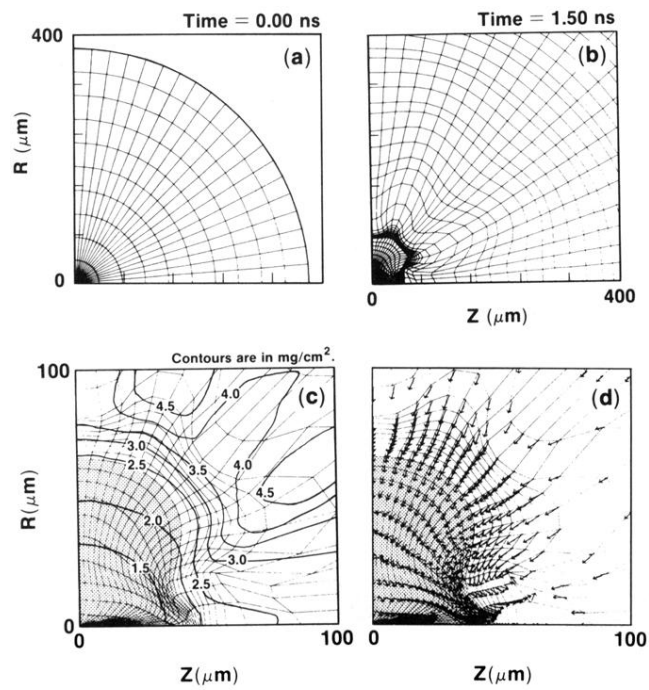 Time = 0.00 ns
Time = 1.50 ns
400
(a)
(b)
R (μm)
0
0
400
Z (μm)
Contours are in mg/cm².
100
(c)
(d)
4.5
4.0
3.0
2.5
3.5
4.0
4.5
2.0
3.0
1.5
2.5
R(μm)
0
0
100
0
100
Z(μm)
Z(μm)